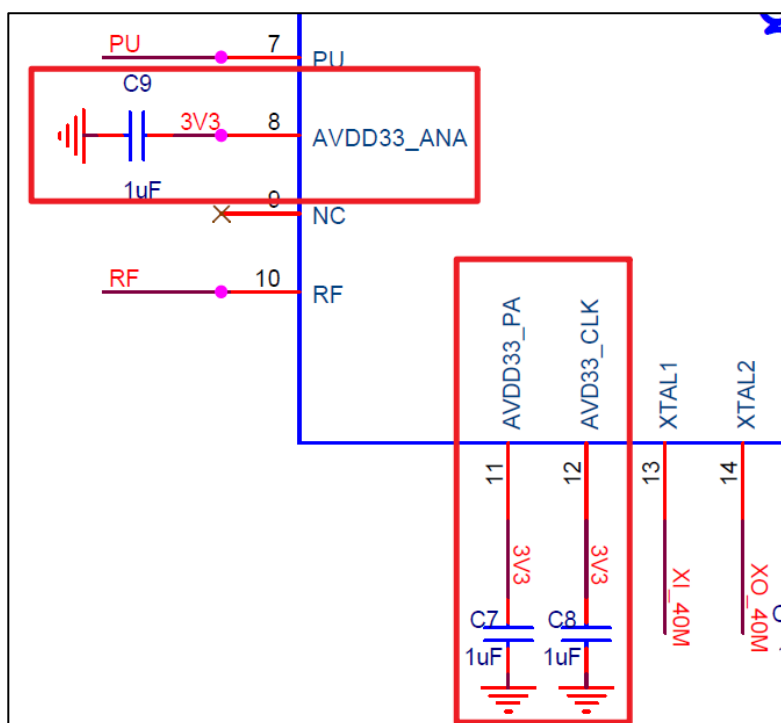 PU
7
PU
C9
3V3
8
AVDD33_ANA
1uF
9
NC
RF
10
RF
AVDD33_PA
AVD33_CLK
XTAL1
XTAL2
11
12
13
14
3V3
3V3
XI_40M
XO_40M
C7
C8
1uF
1uF